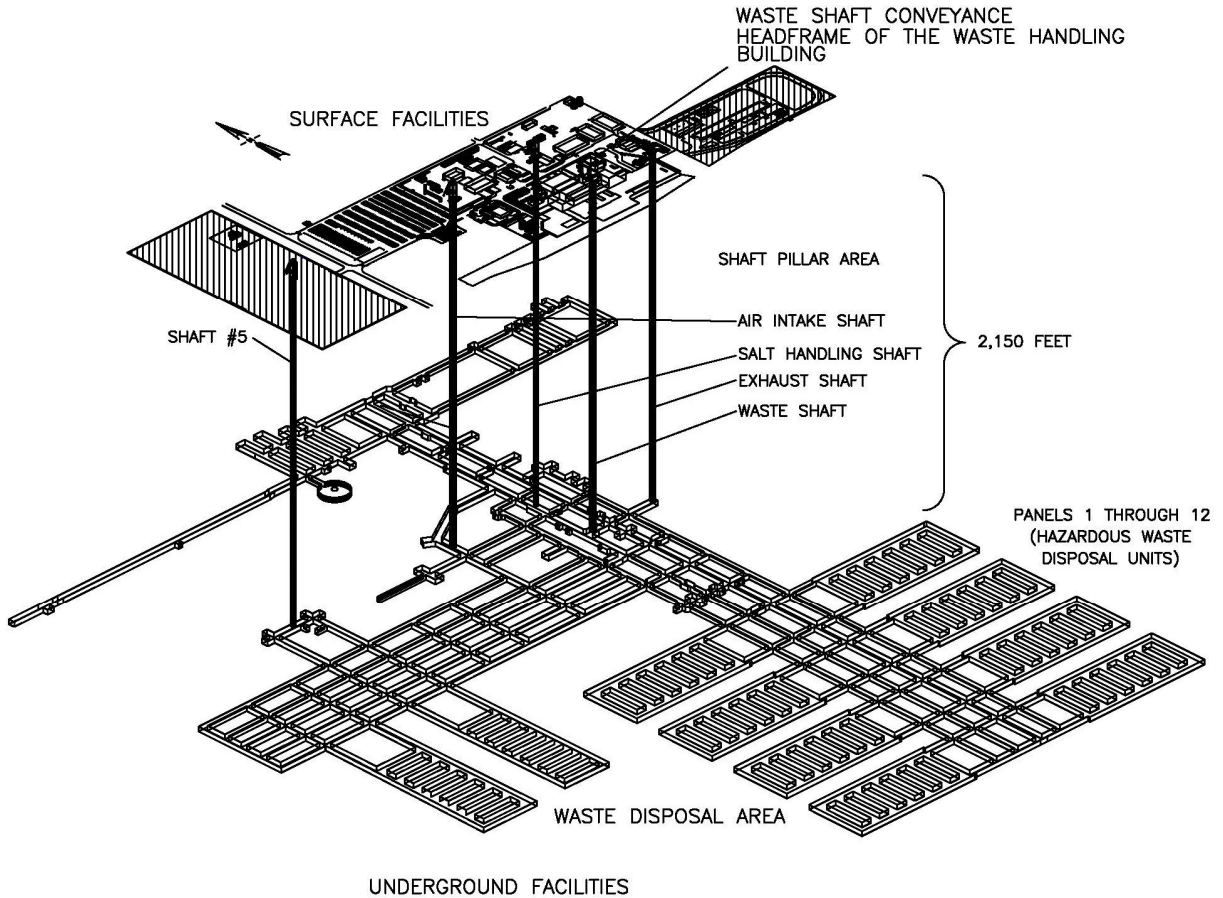 WASTE SHAFT CONVEYANCE
HEADFRAME OF THE WASTE HANDLING
BUILDING
SURFACE FACILITIES
SHAFT PILLAR AREA
AIR INTAKE SHAFT
SHAFT #5
2,150 FEET
SALT HANDLING SHAFT
EXHAUST SHAFT
WASTE SHAFT
PANELS 1 THROUGH 12
(HAZARDOUS WASTE
DISPOSAL UNITS)
WASTE DISPOSAL AREA
UNDERGROUND FACILITIES